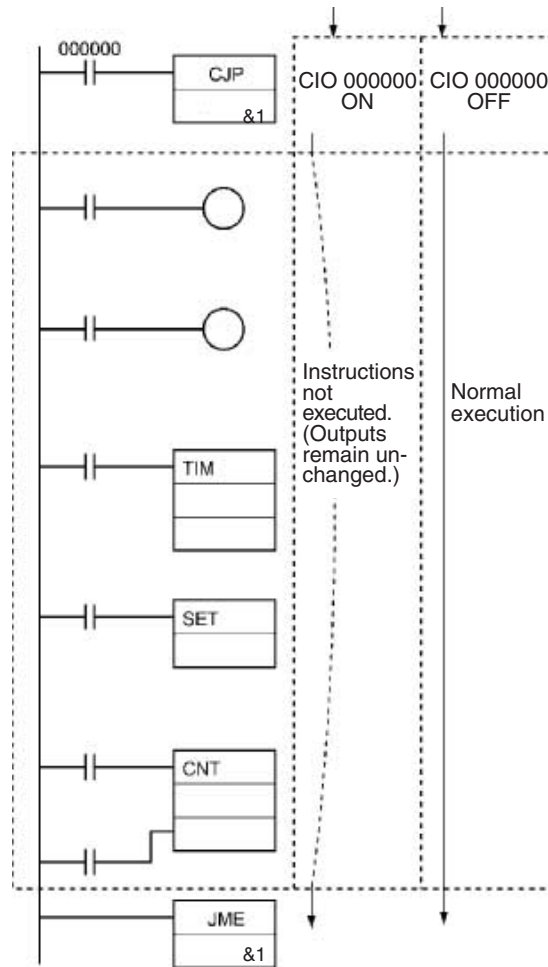 000000
CJP
&1
CIO 000000
ON
CIO 000000
OFF
Instructions
not
executed.
(Outputs
remain un-
changed.)
Normal
execution
TIM
SET
CNT
JME
&1